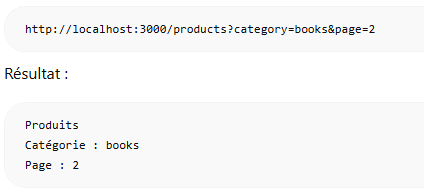 http://localhost:3000/products?category=books&page=2
Résultat :
Produits
Catégorie : books
Page : 2